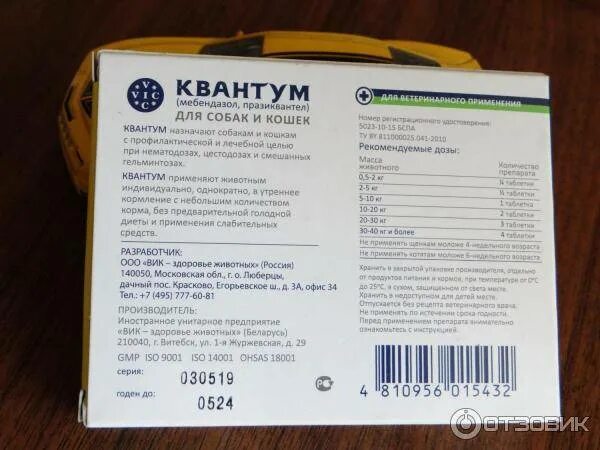 VIC
КВАНТУМ
(мебендазол, празиквантел)
ДЛЯ СОБАК И КОШЕК
КВАНТУМ назначают собакам и кошкам
с профилактической и лечебной целью
при нематодозах, цестодозах и смешанных
гельминтозах.
КВАНТУМ применяют животным
индивидуально, однократно, в утреннее
кормление с небольшим количеством
корма, без предварительной голодной
диеты и применения слабительных
средств.
РАЗРАБОТЧИК:
ООО «ВИК – здоровье животных» (Россия)
140050, Московская обл., г. о. Люберцы,
дачный пос. Красково, Егорьевское ш., д. 3А, офис 34
Тел.: +7 (495) 777-60-81
ПРОИЗВОДИТЕЛЬ:
Иностранное унитарное предприятие
«ВИК – здоровье животных» (Беларусь)
210040, г. Витебск, ул. 1-я Журжевская, д. 29
GMP ISO 9001 ISO 14001 OHSAS 18001
серия: 030519
годен до: 0524
ДЛЯ ВЕТЕРИНАРНОГО ПРИМЕНЕНИЯ
Номер регистрационного удостоверения:
5023-10-15 БСПА
ТУ BY 811000025.041-2010
Рекомендуемые дозы:
Масса животного Количество препарата
0,5-2 кг ¼ таблетки
2-5 кг ½ таблетки
5-10 кг 1 таблетка
10-20 кг 2 таблетки
20-30 кг 3 таблетки
30-40 кг и более 4 таблетки
Не применять щенкам моложе 4-недельного возраста
Не применять котятам моложе 6-недельного возраста
Хранить в закрытой упаковке производителя, отдельно
от продуктов питания и кормов, при температуре от 0°С
до 25°С, в сухом, защищенном от света месте.
Хранить в недоступном для детей месте.
Отпускается без рецепта ветеринарного врача.
Не применять по истечении срока годности.
Перед применением препарата внимательно
ознакомьтесь с инструкцией.
4 810956 015432
ОТЗОВИК